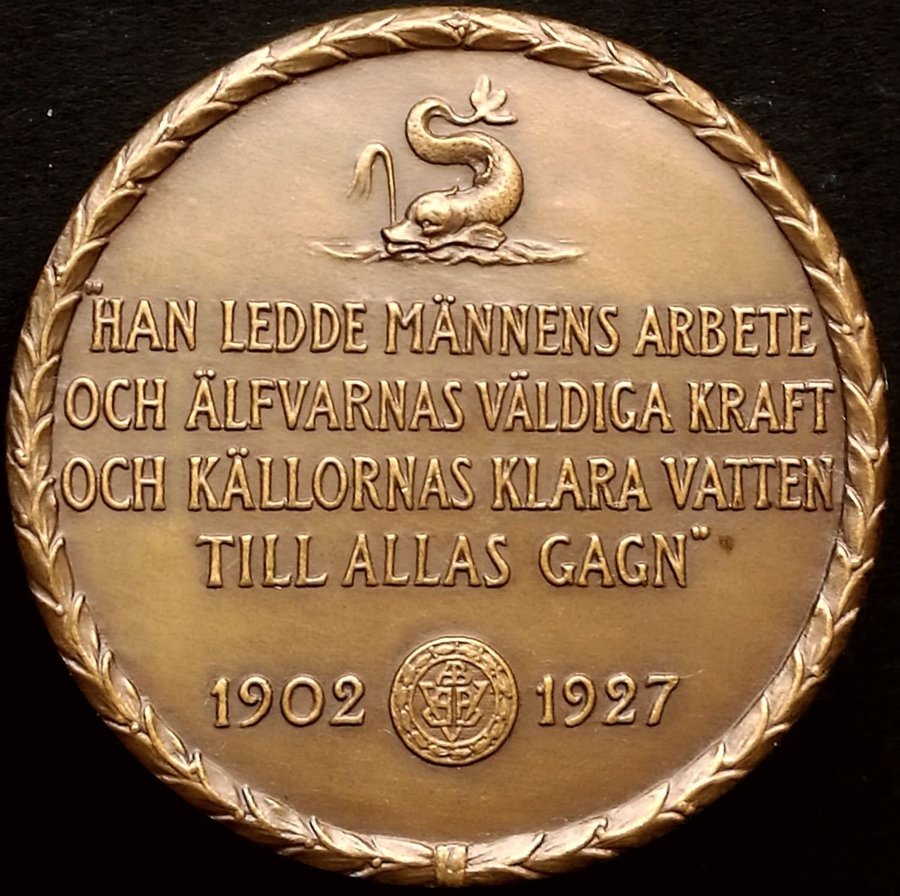 "HAN LEDDE MÄNNENS ARBETE
OCH ÄLFVARNAS VÄLDIGA KRAFT
OCH KÄLLORNAS KLARA VATTEN
TILL ALLAS GAGN"
1902 1927